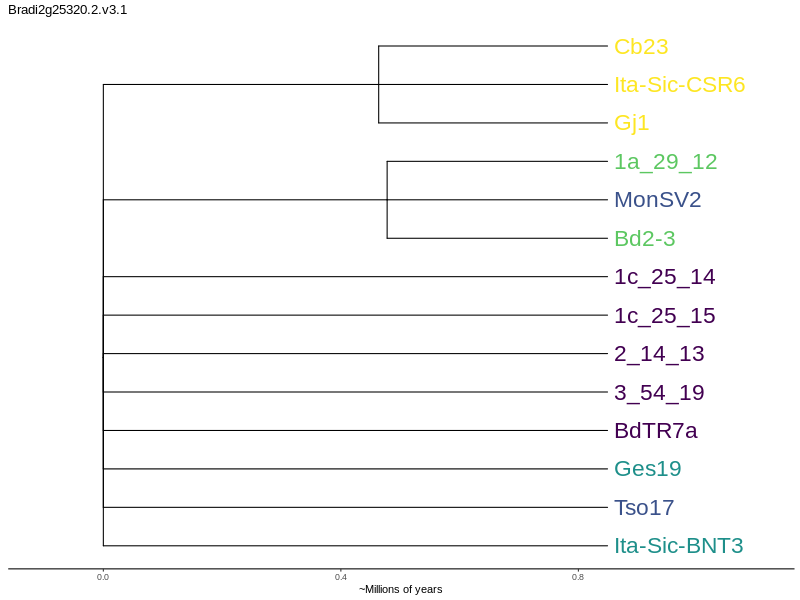 Bradi2g25320.2.v3.1
Cb23
Ita-Sic-CSR6
Gj1
1a_29_12
MonSV2
Bd2-3
1c_25_14
1c_25_15
2_14_13
3_54_19
BdTR7a
Ges19
Tso17
Ita-Sic-BNT3
0.0 0.4 0.8
~Millions of years